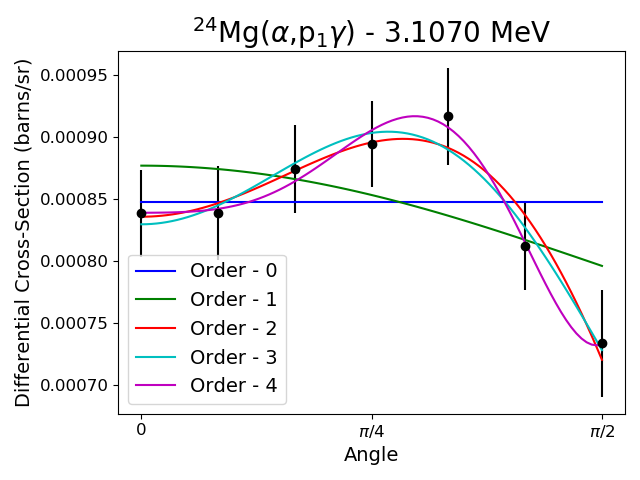 ²⁴Mg(α,p₁γ) - 3.1070 MeV
Differential Cross-Section (barns/sr)
0.00095
0.00090
0.00085
0.00080
0.00075
0.00070
Order - 0
Order - 1
Order - 2
Order - 3
Order - 4
0 π/4 π/2
Angle